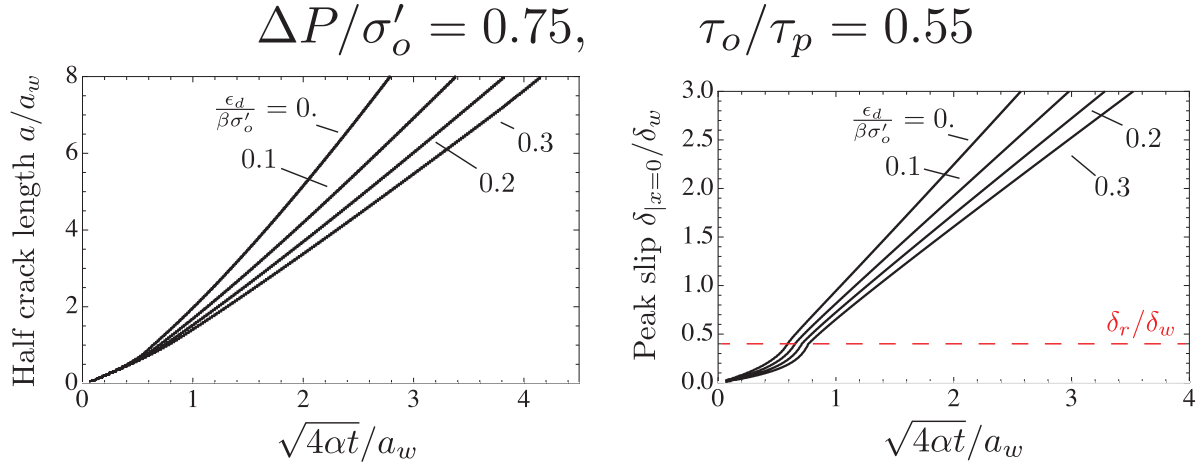 ΔP/σ′ₒ = 0.75, τₒ/τₚ = 0.55
Half crack length a/a_w
8
6
4
2
0
ϵ_d/βσ′ₒ = 0.
0.1
0.2
0.3
0 1 2 3 4
√4αt/a_w
Peak slip δ_|x=0/δ_w
3.0
2.5
2.0
1.5
1.0
0.5
0.0
ϵ_d/βσ′ₒ = 0.
0.1
0.2
0.3
δ_r/δ_w
0 1 2 3 4
√4αt/a_w